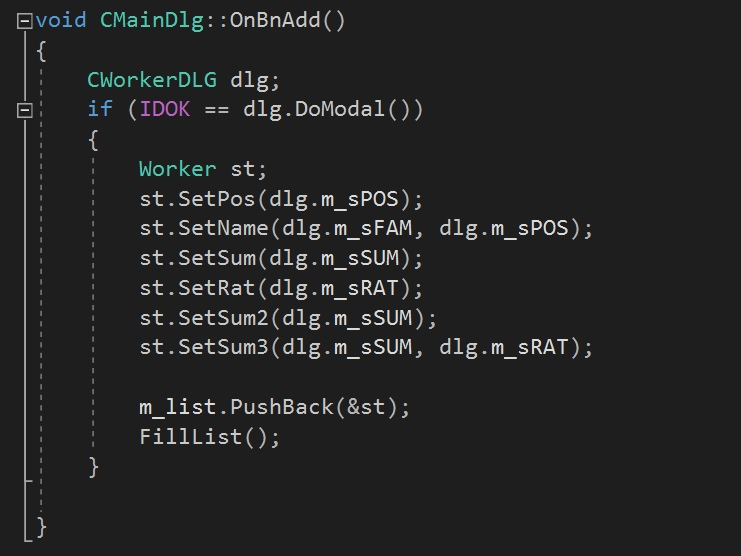 void CMainDlg::OnBnAdd()
{
    CWorkerDLG dlg;
    if (IDOK == dlg.DoModal())
    {
        Worker st;
        st.SetPos(dlg.m_sPOS);
        st.SetName(dlg.m_sFAM, dlg.m_sPOS);
        st.SetSum(dlg.m_sSUM);
        st.SetRat(dlg.m_sRAT);
        st.SetSum2(dlg.m_sSUM);
        st.SetSum3(dlg.m_sSUM, dlg.m_sRAT);

        m_list.PushBack(&st);
        FillList();
    }

}